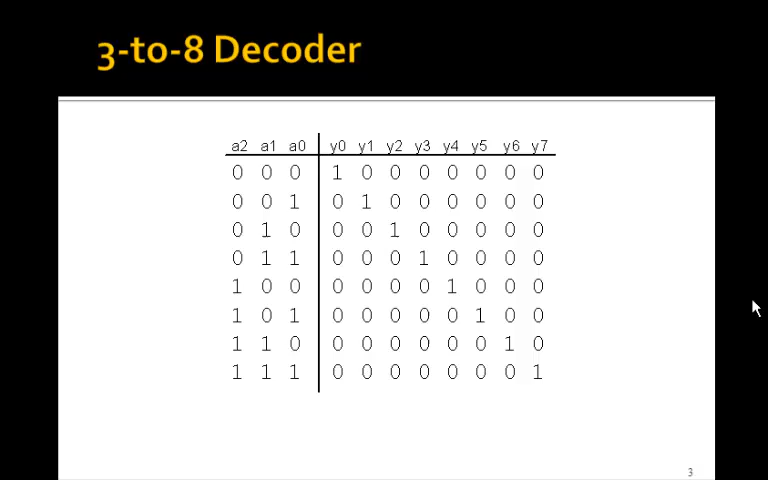 3-to-8 Decoder
a2 a1 a0 y0 y1 y2 y3 y4 y5 y6 y7
0 0 0 1 0 0 0 0 0 0 0
0 0 1 0 1 0 0 0 0 0 0
0 1 0 0 0 1 0 0 0 0 0
0 1 1 0 0 0 1 0 0 0 0
1 0 0 0 0 0 0 1 0 0 0
1 0 1 0 0 0 0 0 1 0 0
1 1 0 0 0 0 0 0 0 1 0
1 1 1 0 0 0 0 0 0 0 1
3